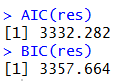 > AIC(res)
[1] 3332.282
> BIC(res)
[1] 3357.664